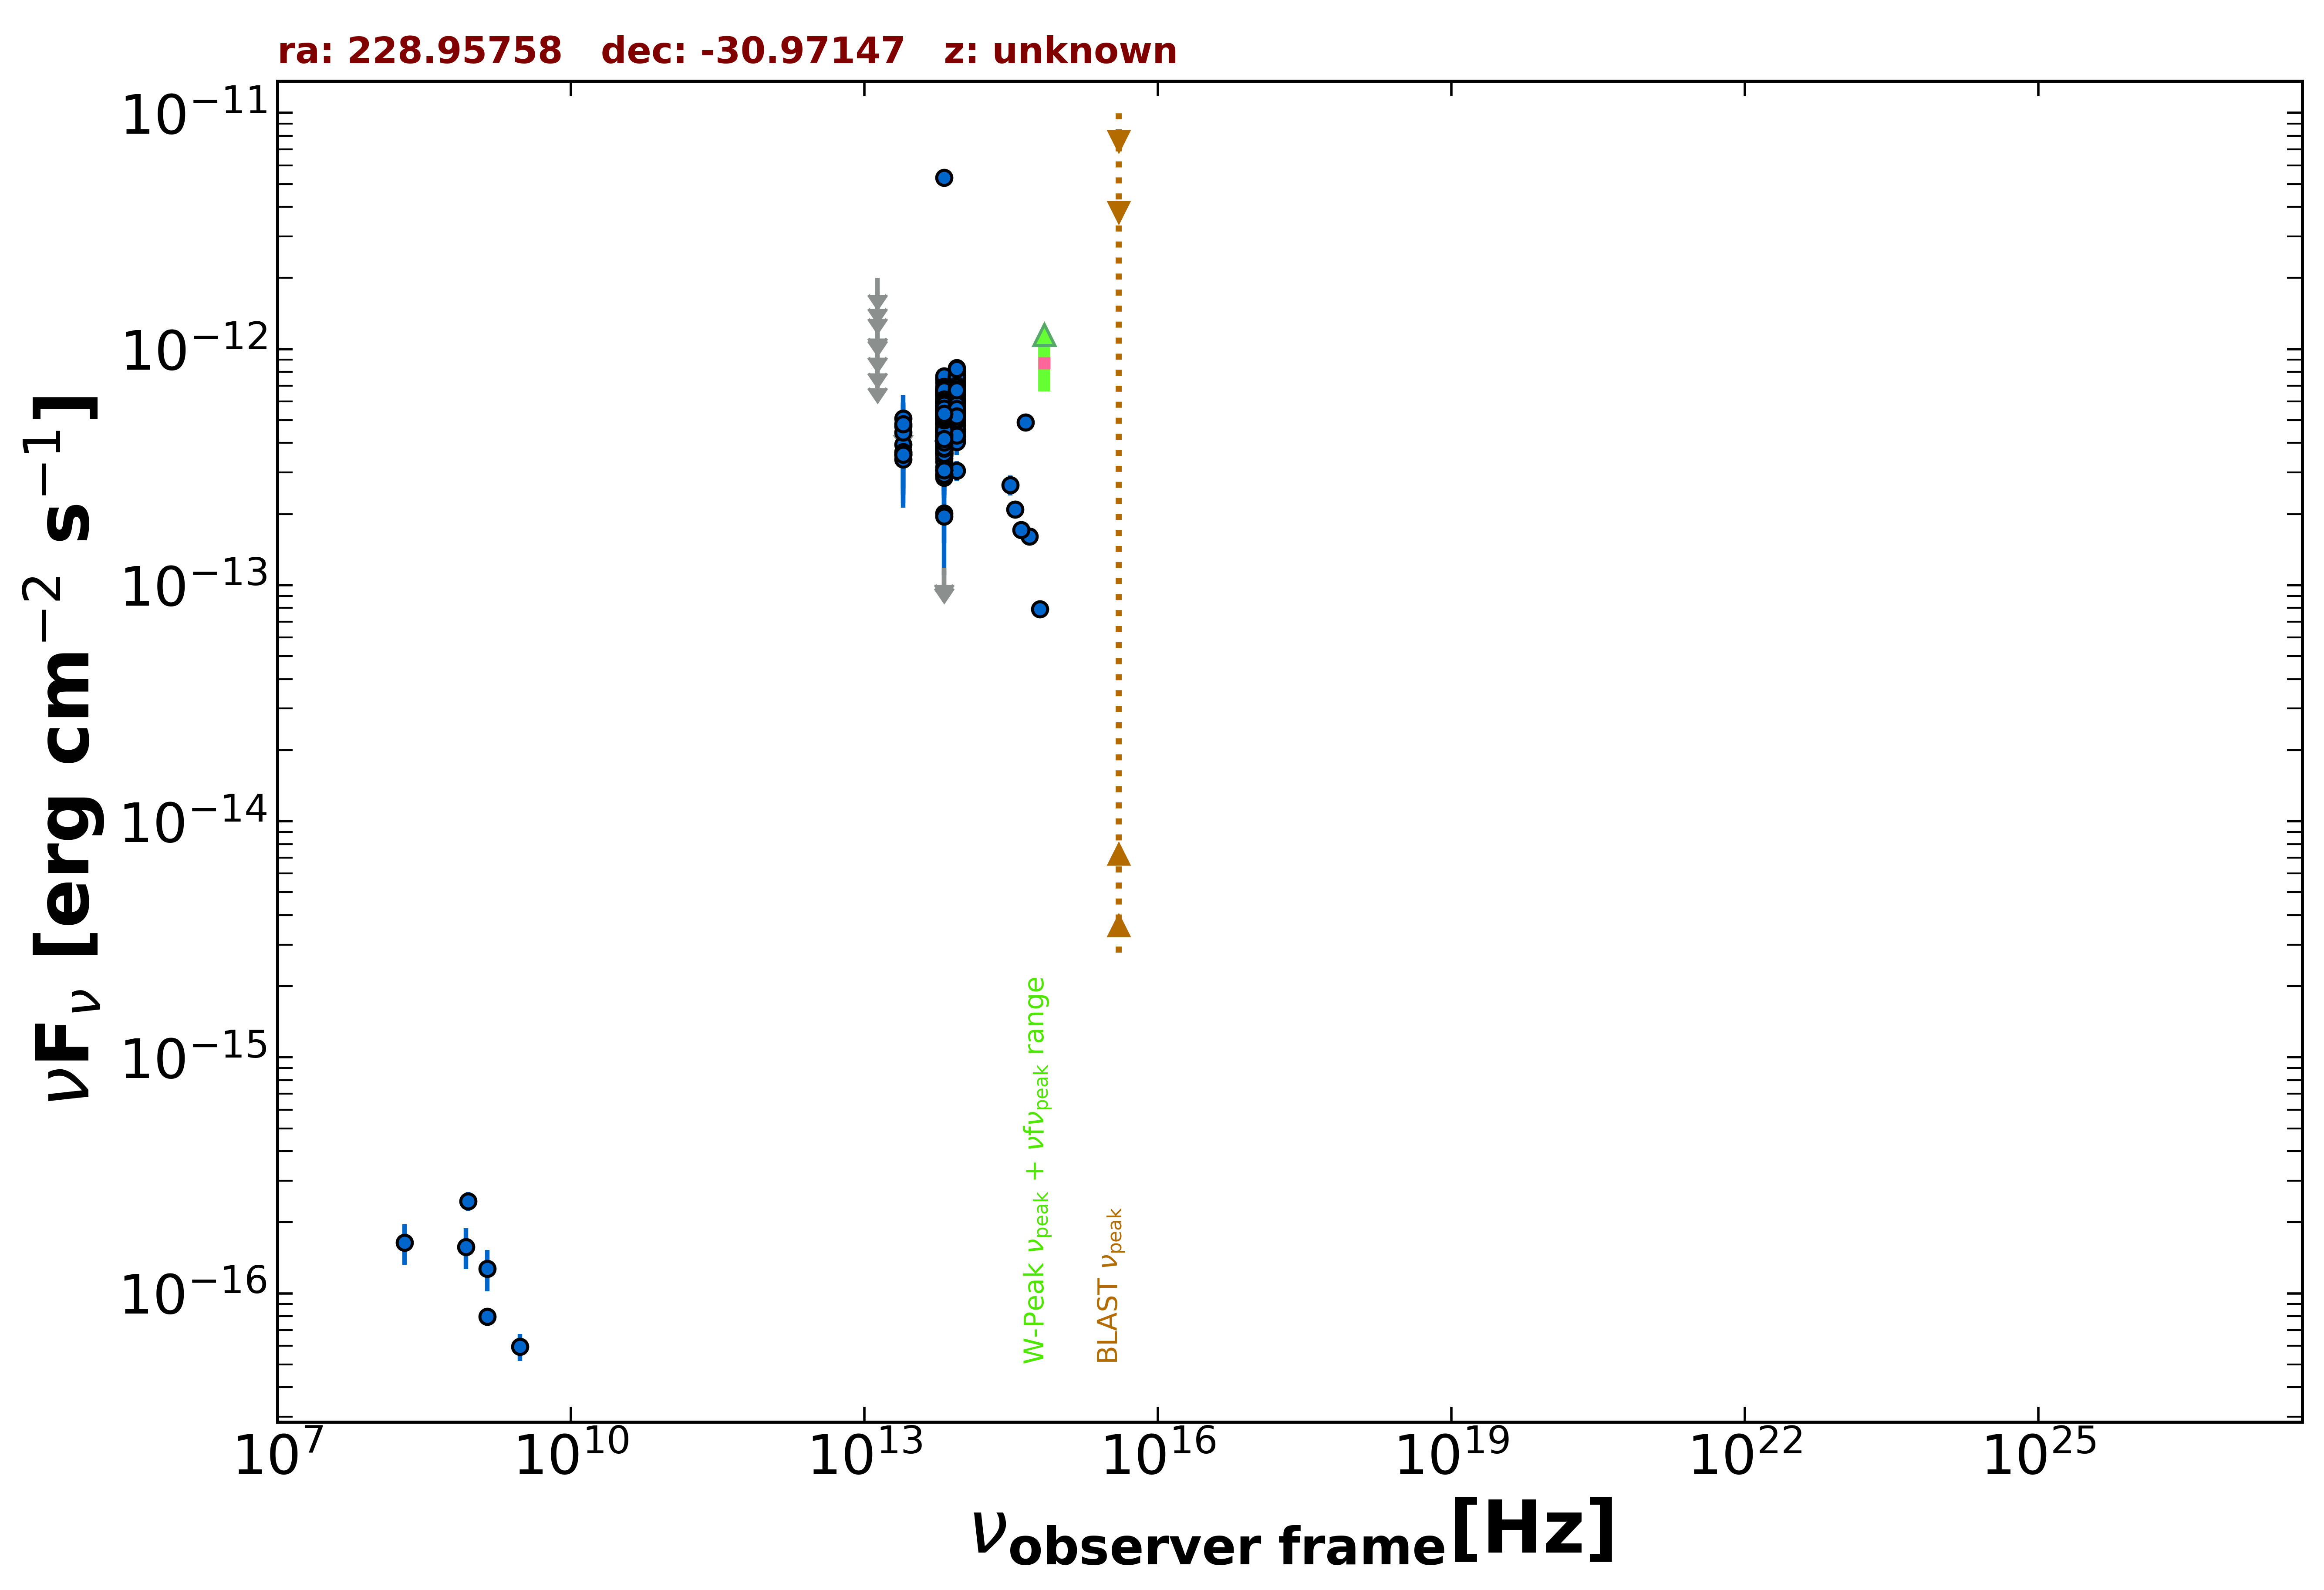 ra: 228.95758 dec: -30.97147 z: unknown
10⁻¹¹
10⁻¹²
10⁻¹³
10⁻¹⁴
10⁻¹⁵
10⁻¹⁶
νFν [erg cm⁻² s⁻¹]
W-Peak νpeak + νfνpeak range
BLAST νpeak
10⁷ 10¹⁰ 10¹³ 10¹⁶ 10¹⁹ 10²² 10²⁵
νobserver frame[Hz]